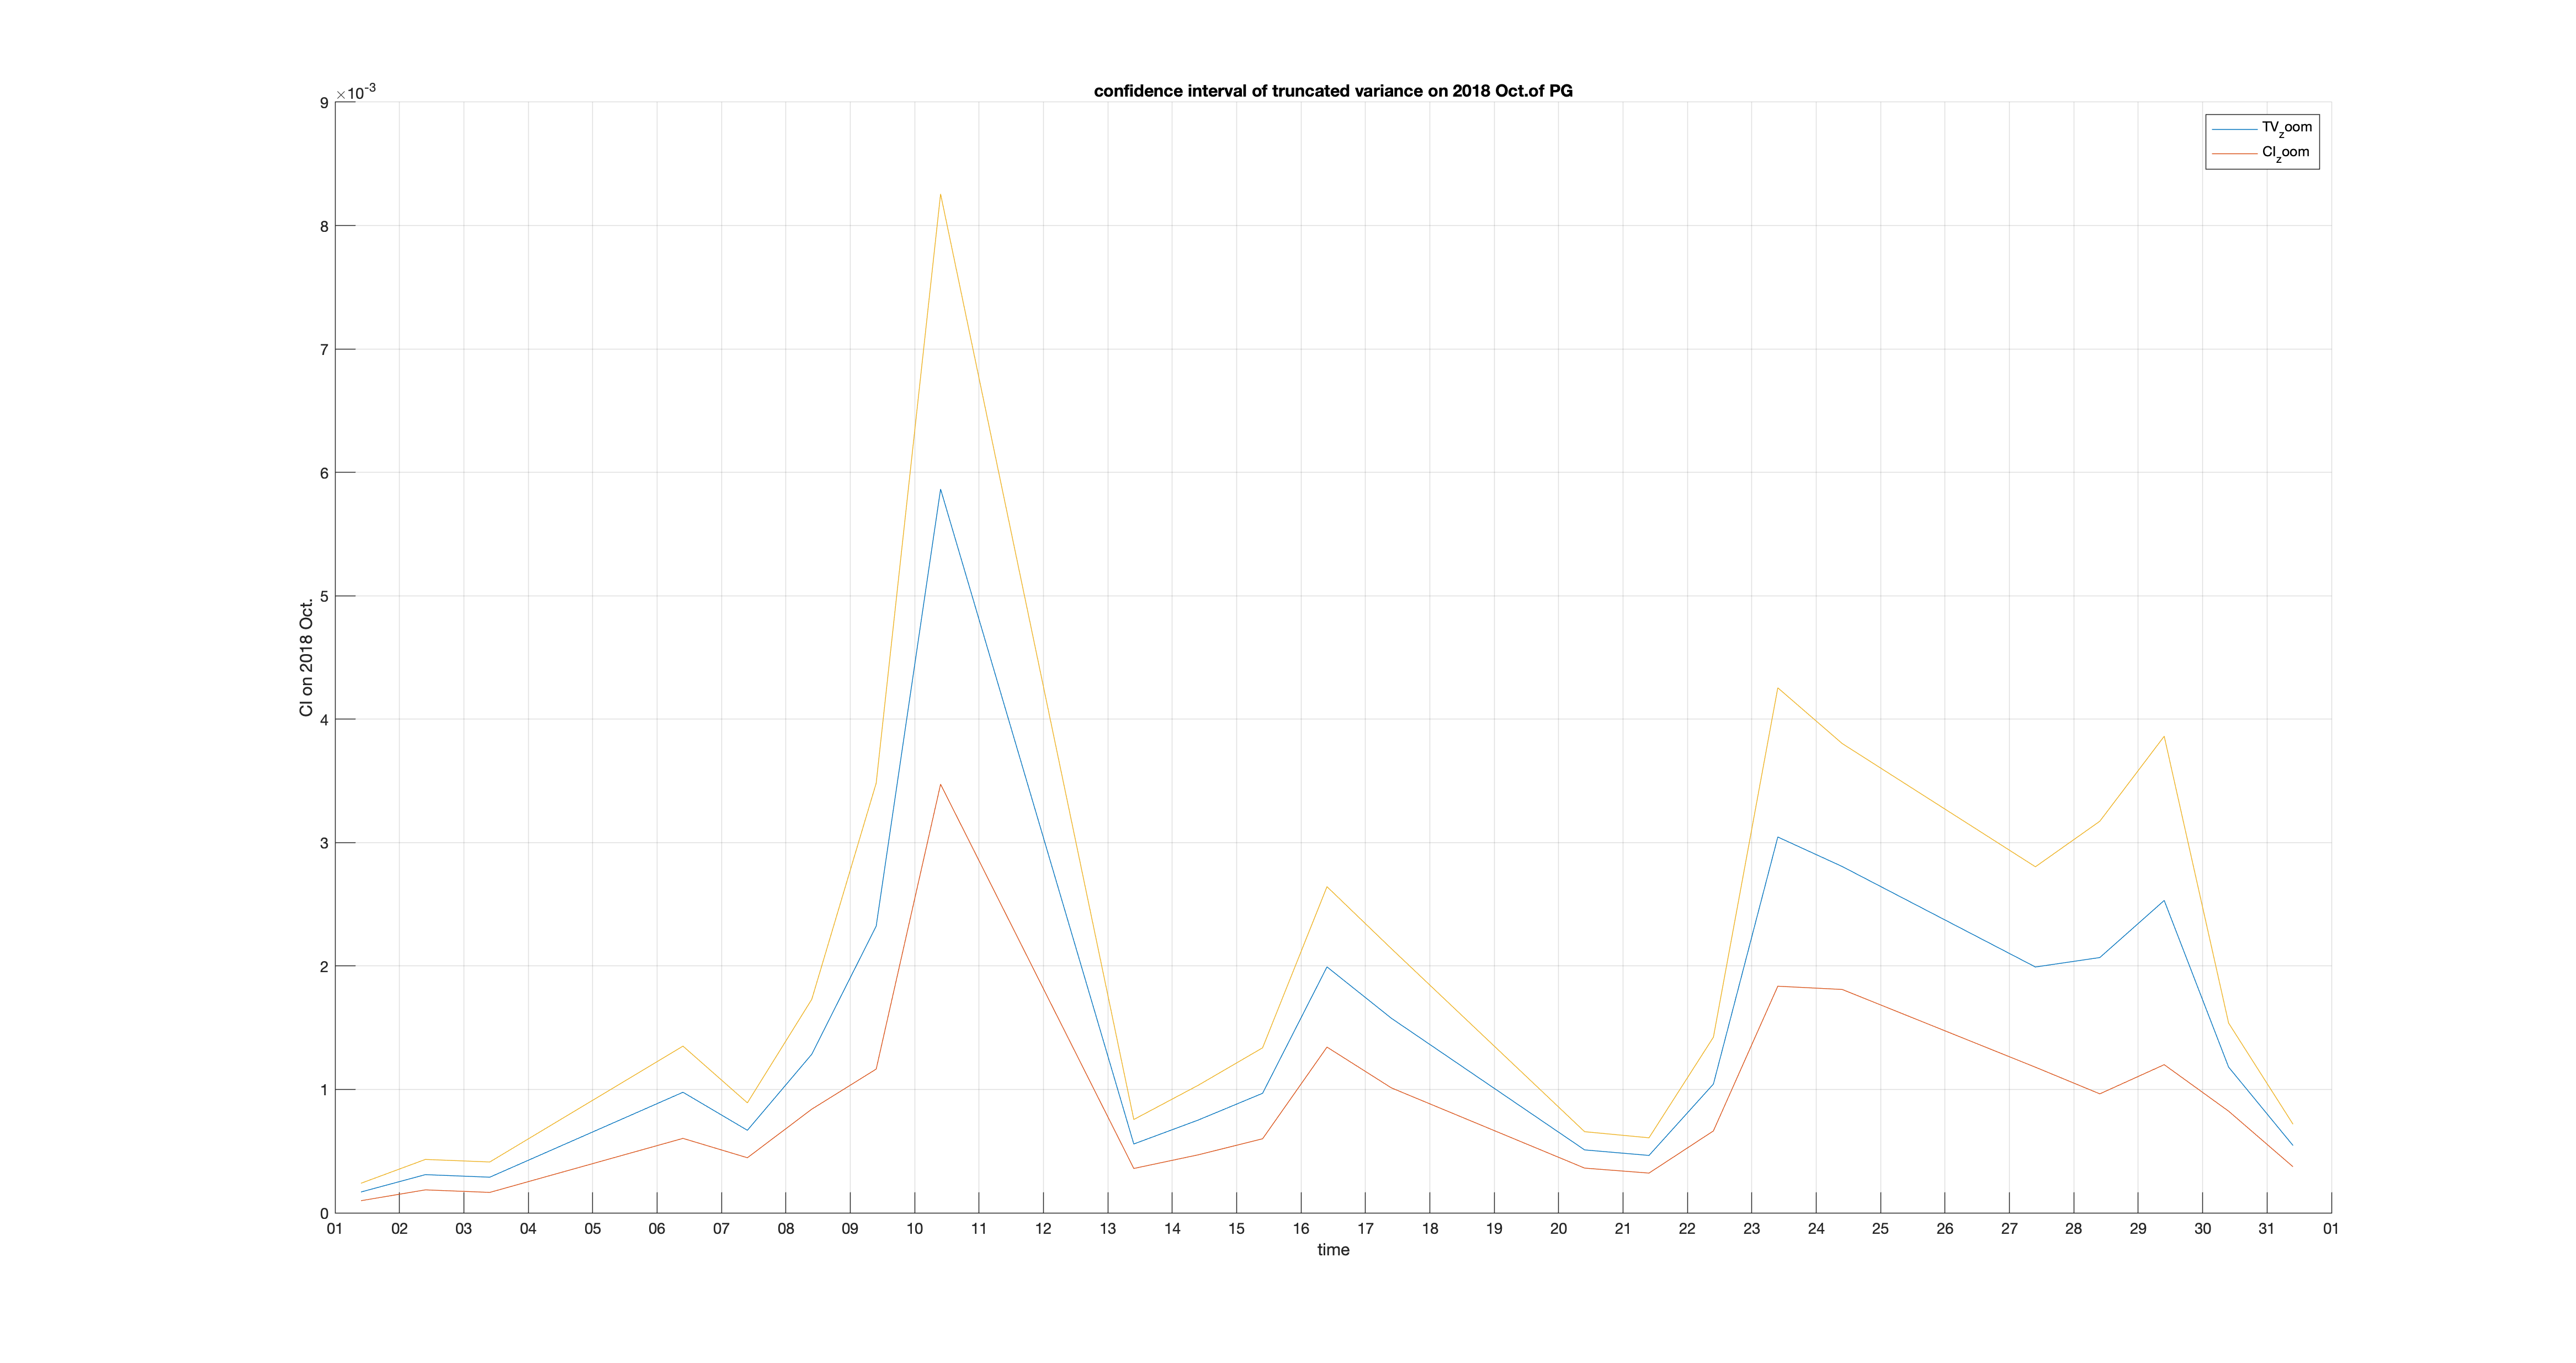 confidence interval of truncated variance on 2018 Oct.of PG
×10-3
TVzoom
CIzoom
9
8
7
6
5
4
3
2
1
0
CI on 2018 Oct.
01 02 03 04 05 06 07 08 09 10 11 12 13 14 15 16 17 18 19 20 21 22 23 24 25 26 27 28 29 30 31 01
time